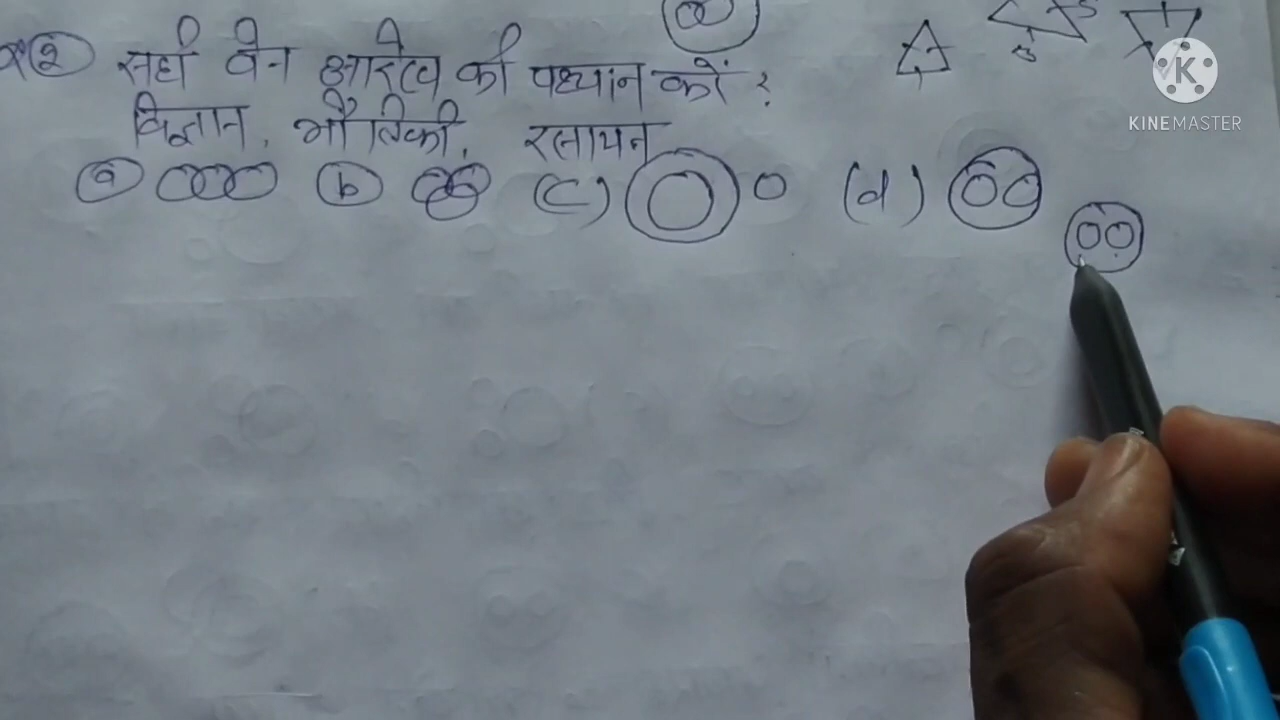 ② सही वेन आरेख की पहचान करें ?
विज्ञान, भौतिकी, रसायन
(a) (b) (c) (d)
KINEMASTER